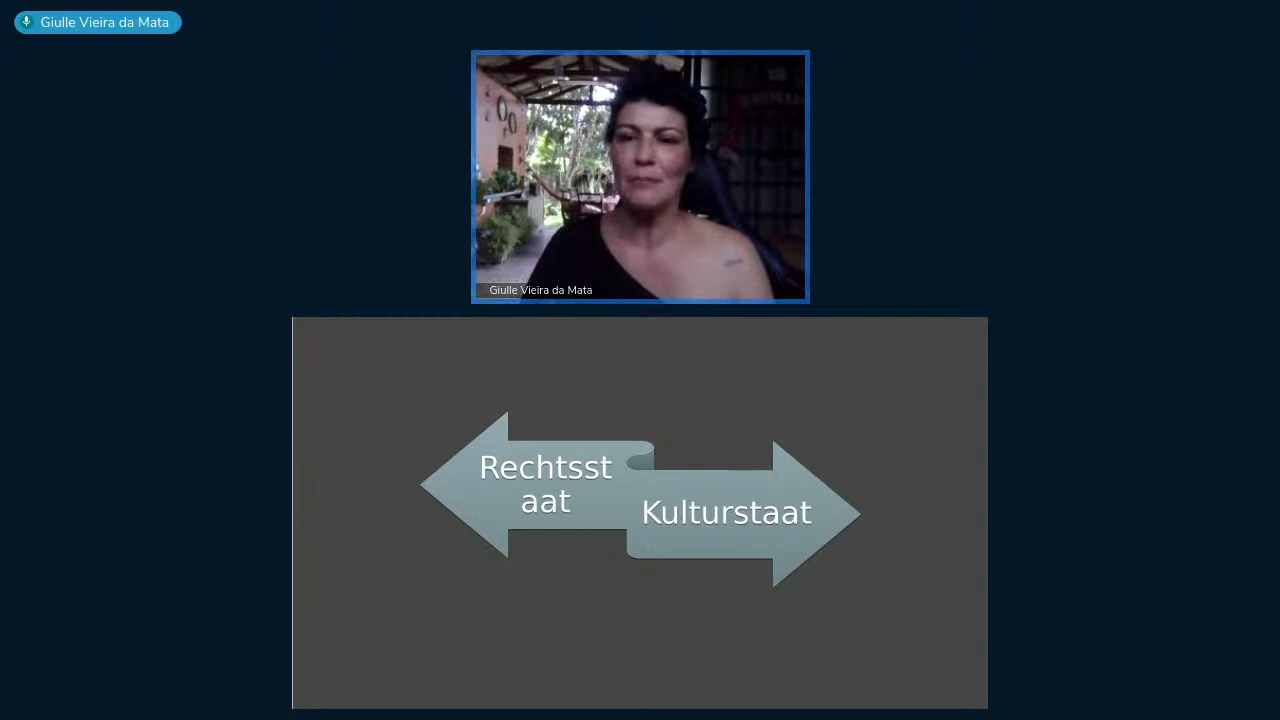 Giulle Vieira da Mata
Giulle Vieira da Mata
Rechtsst
aat
Kulturstaat